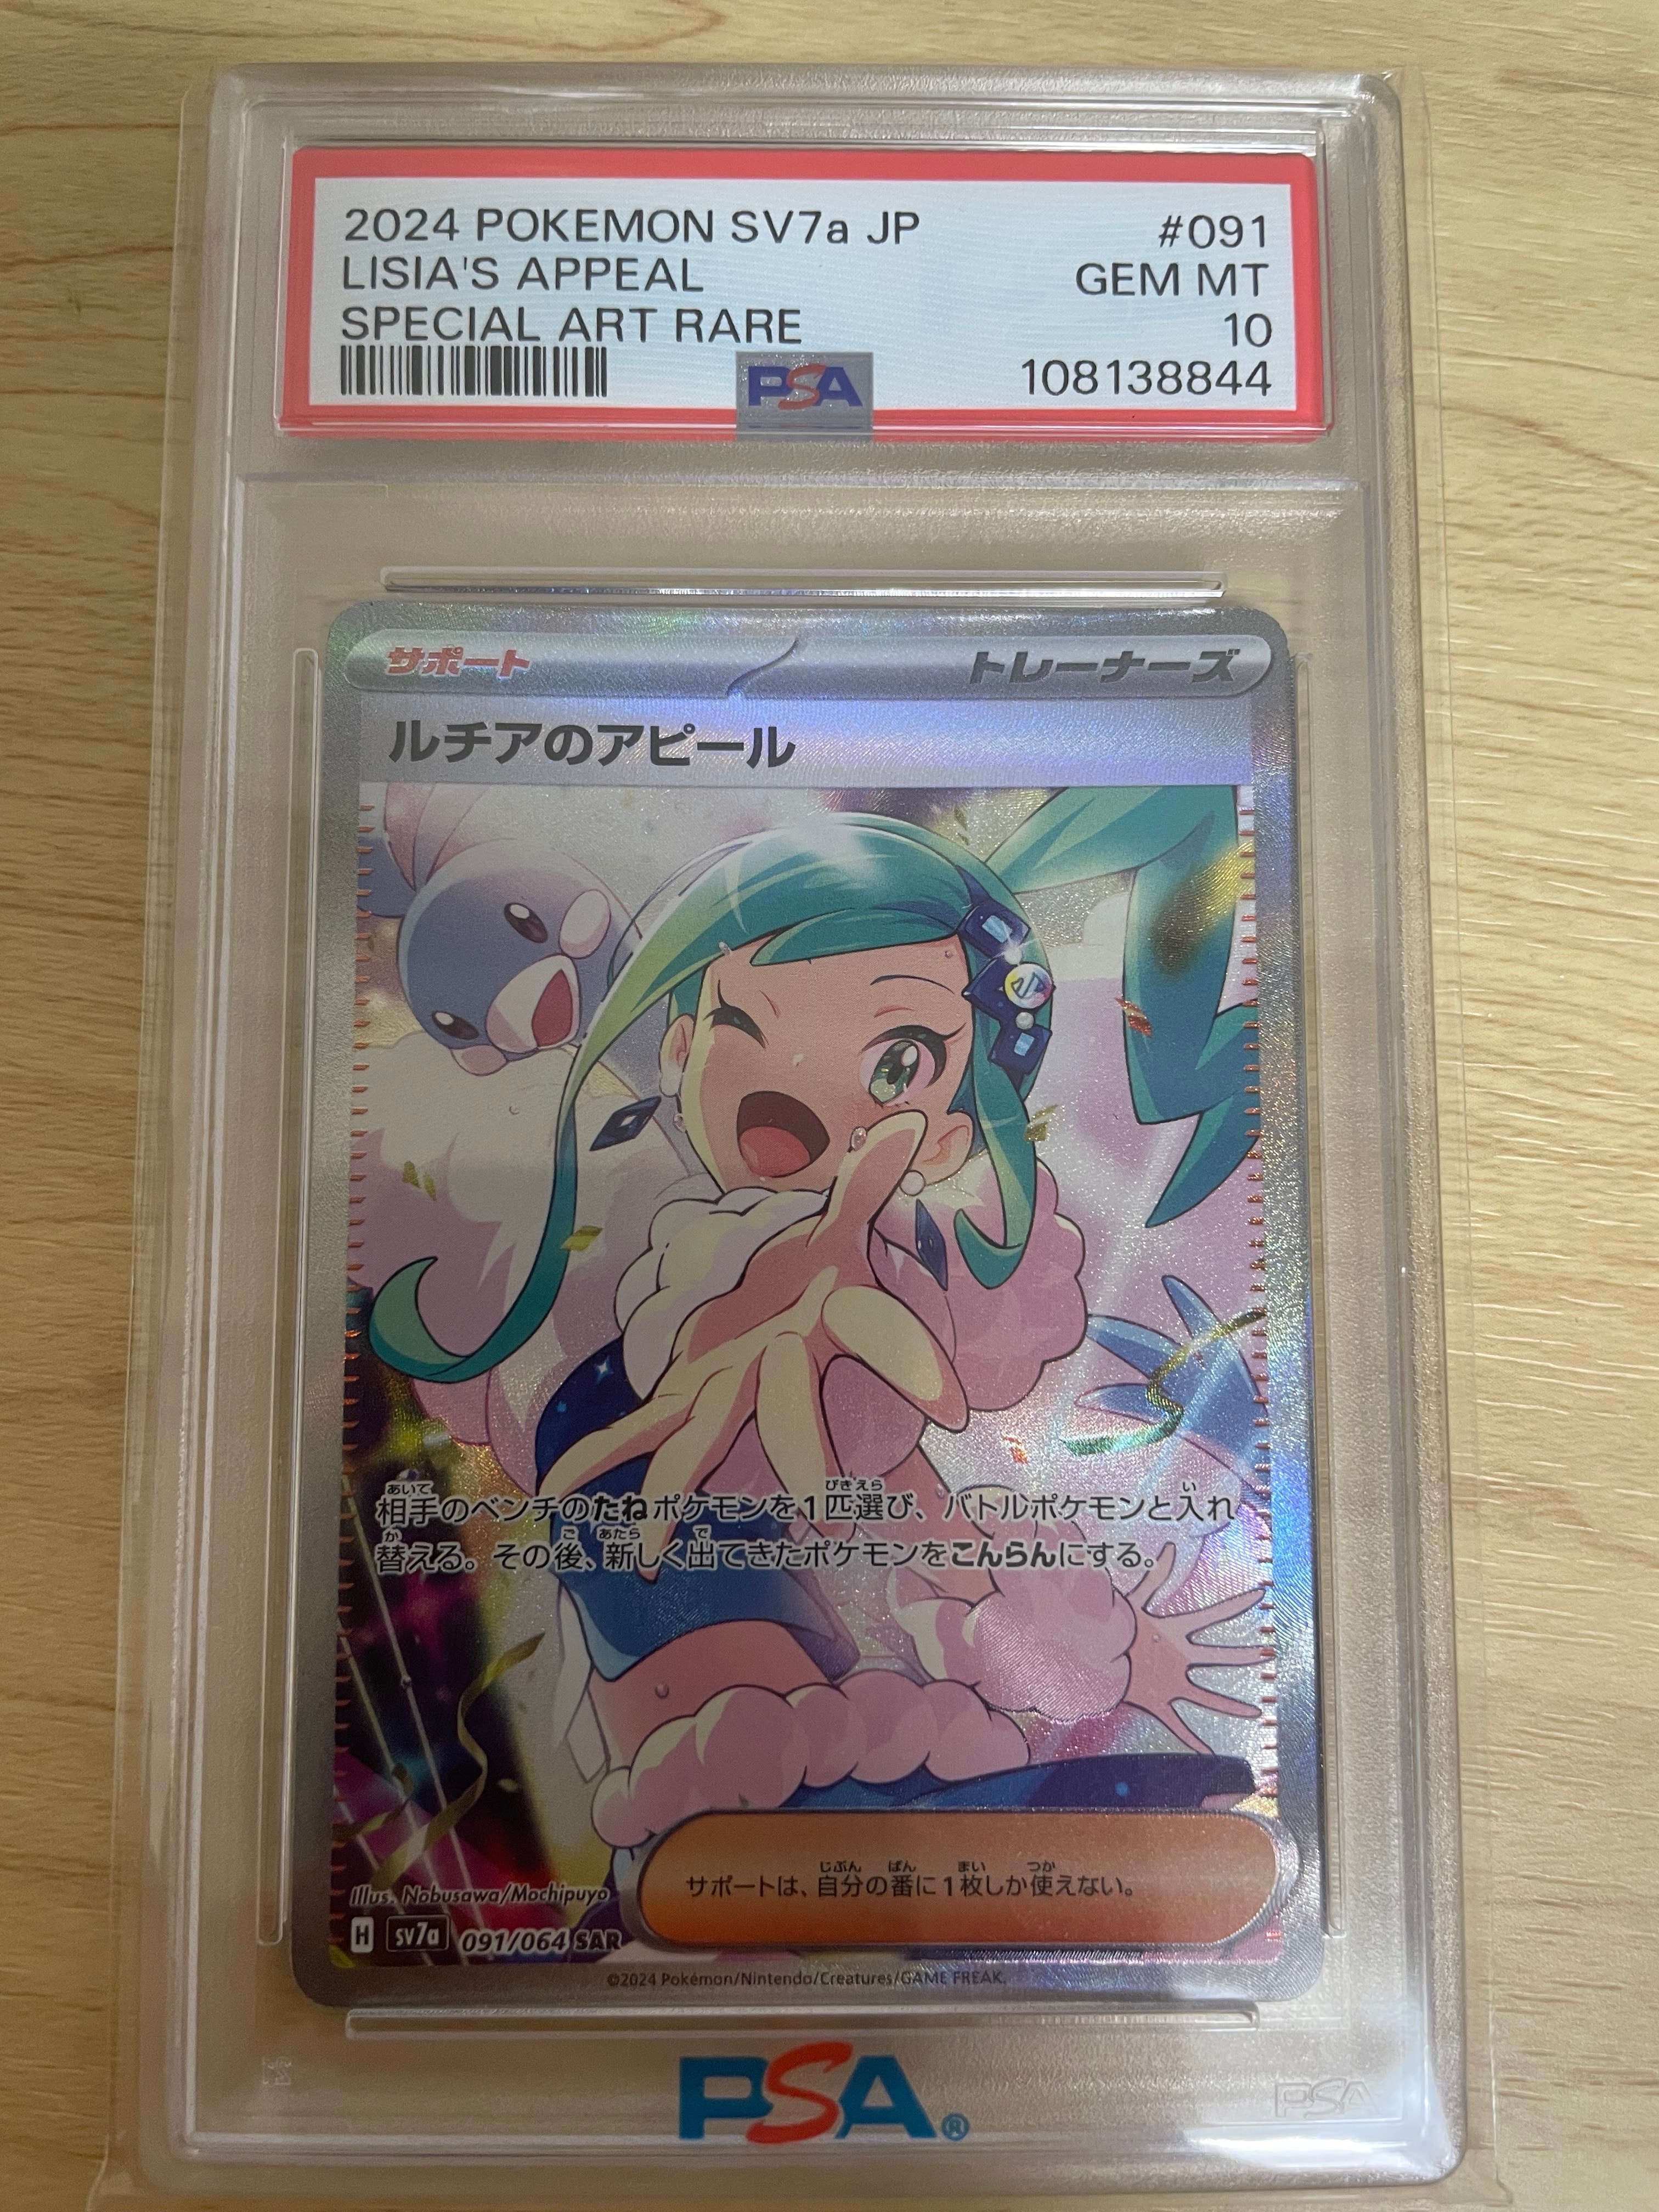 2024 POKEMON SV7a JP #091
LISIA'S APPEAL GEM MT
SPECIAL ART RARE 10
PSA 108138844
サポート トレーナーズ
ルチアのアピール
相手のベンチのたねポケモンを1匹選び、バトルポケモンと入れ
替える。その後、新しく出てきたポケモンをこんらんにする。
サポートは、自分の番に1枚しか使えない。
Illus. Nobusawa/Mochipuyo
H sv7a 091/064 SAR
©2024 Pokémon/Nintendo/Creatures/GAME FREAK.
PSA®
PSA